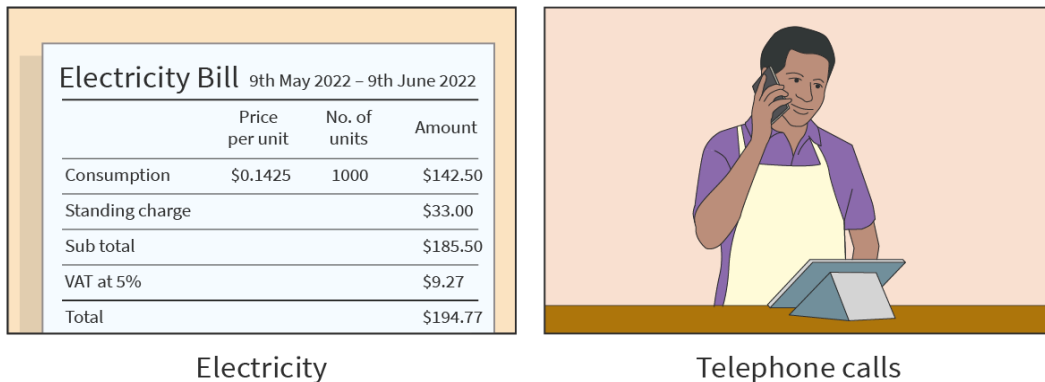 Electricity Bill 9th May 2022 – 9th June 2022
Price per unit No. of units Amount
Consumption $0.1425 1000 $142.50
Standing charge $33.00
Sub total $185.50
VAT at 5% $9.27
Total $194.77
Electricity
Telephone calls